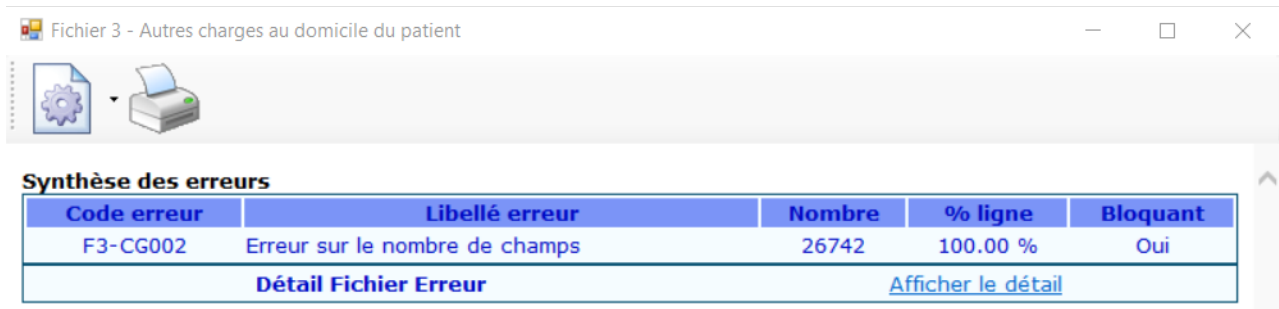 Fichier 3 - Autres charges au domicile du patient
Synthèse des erreurs
Code erreur Libellé erreur Nombre % ligne Bloquant
F3-CG002 Erreur sur le nombre de champs 26742 100.00 % Oui
Détail Fichier Erreur Afficher le détail